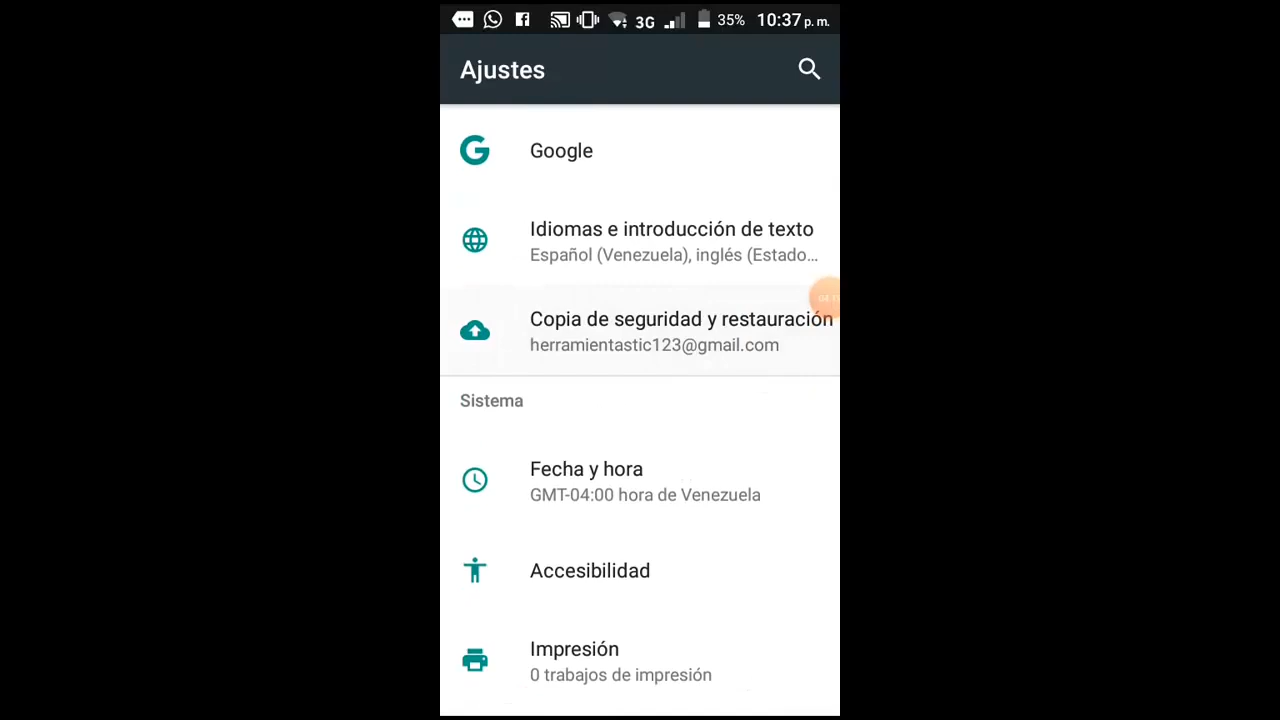 3G 35% 10:37 p. m.
Ajustes
Google
Idiomas e introducción de texto
Español (Venezuela), inglés (Estado...
Copia de seguridad y restauración
herramientastic123@gmail.com
Sistema
Fecha y hora
GMT-04:00 hora de Venezuela
Accesibilidad
Impresión
0 trabajos de impresión